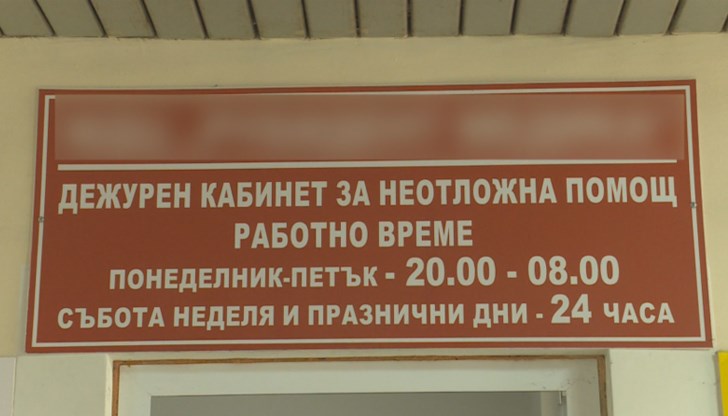 ДЕЖУРЕН КАБИНЕТ ЗА НЕОТЛОЖНА ПОМОЩ
РАБОТНО ВРЕМЕ
ПОНЕДЕЛНИК-ПЕТЪК - 20.00 - 08.00
СЪБОТА НЕДЕЛЯ И ПРАЗНИЧНИ ДНИ - 24 ЧАСА